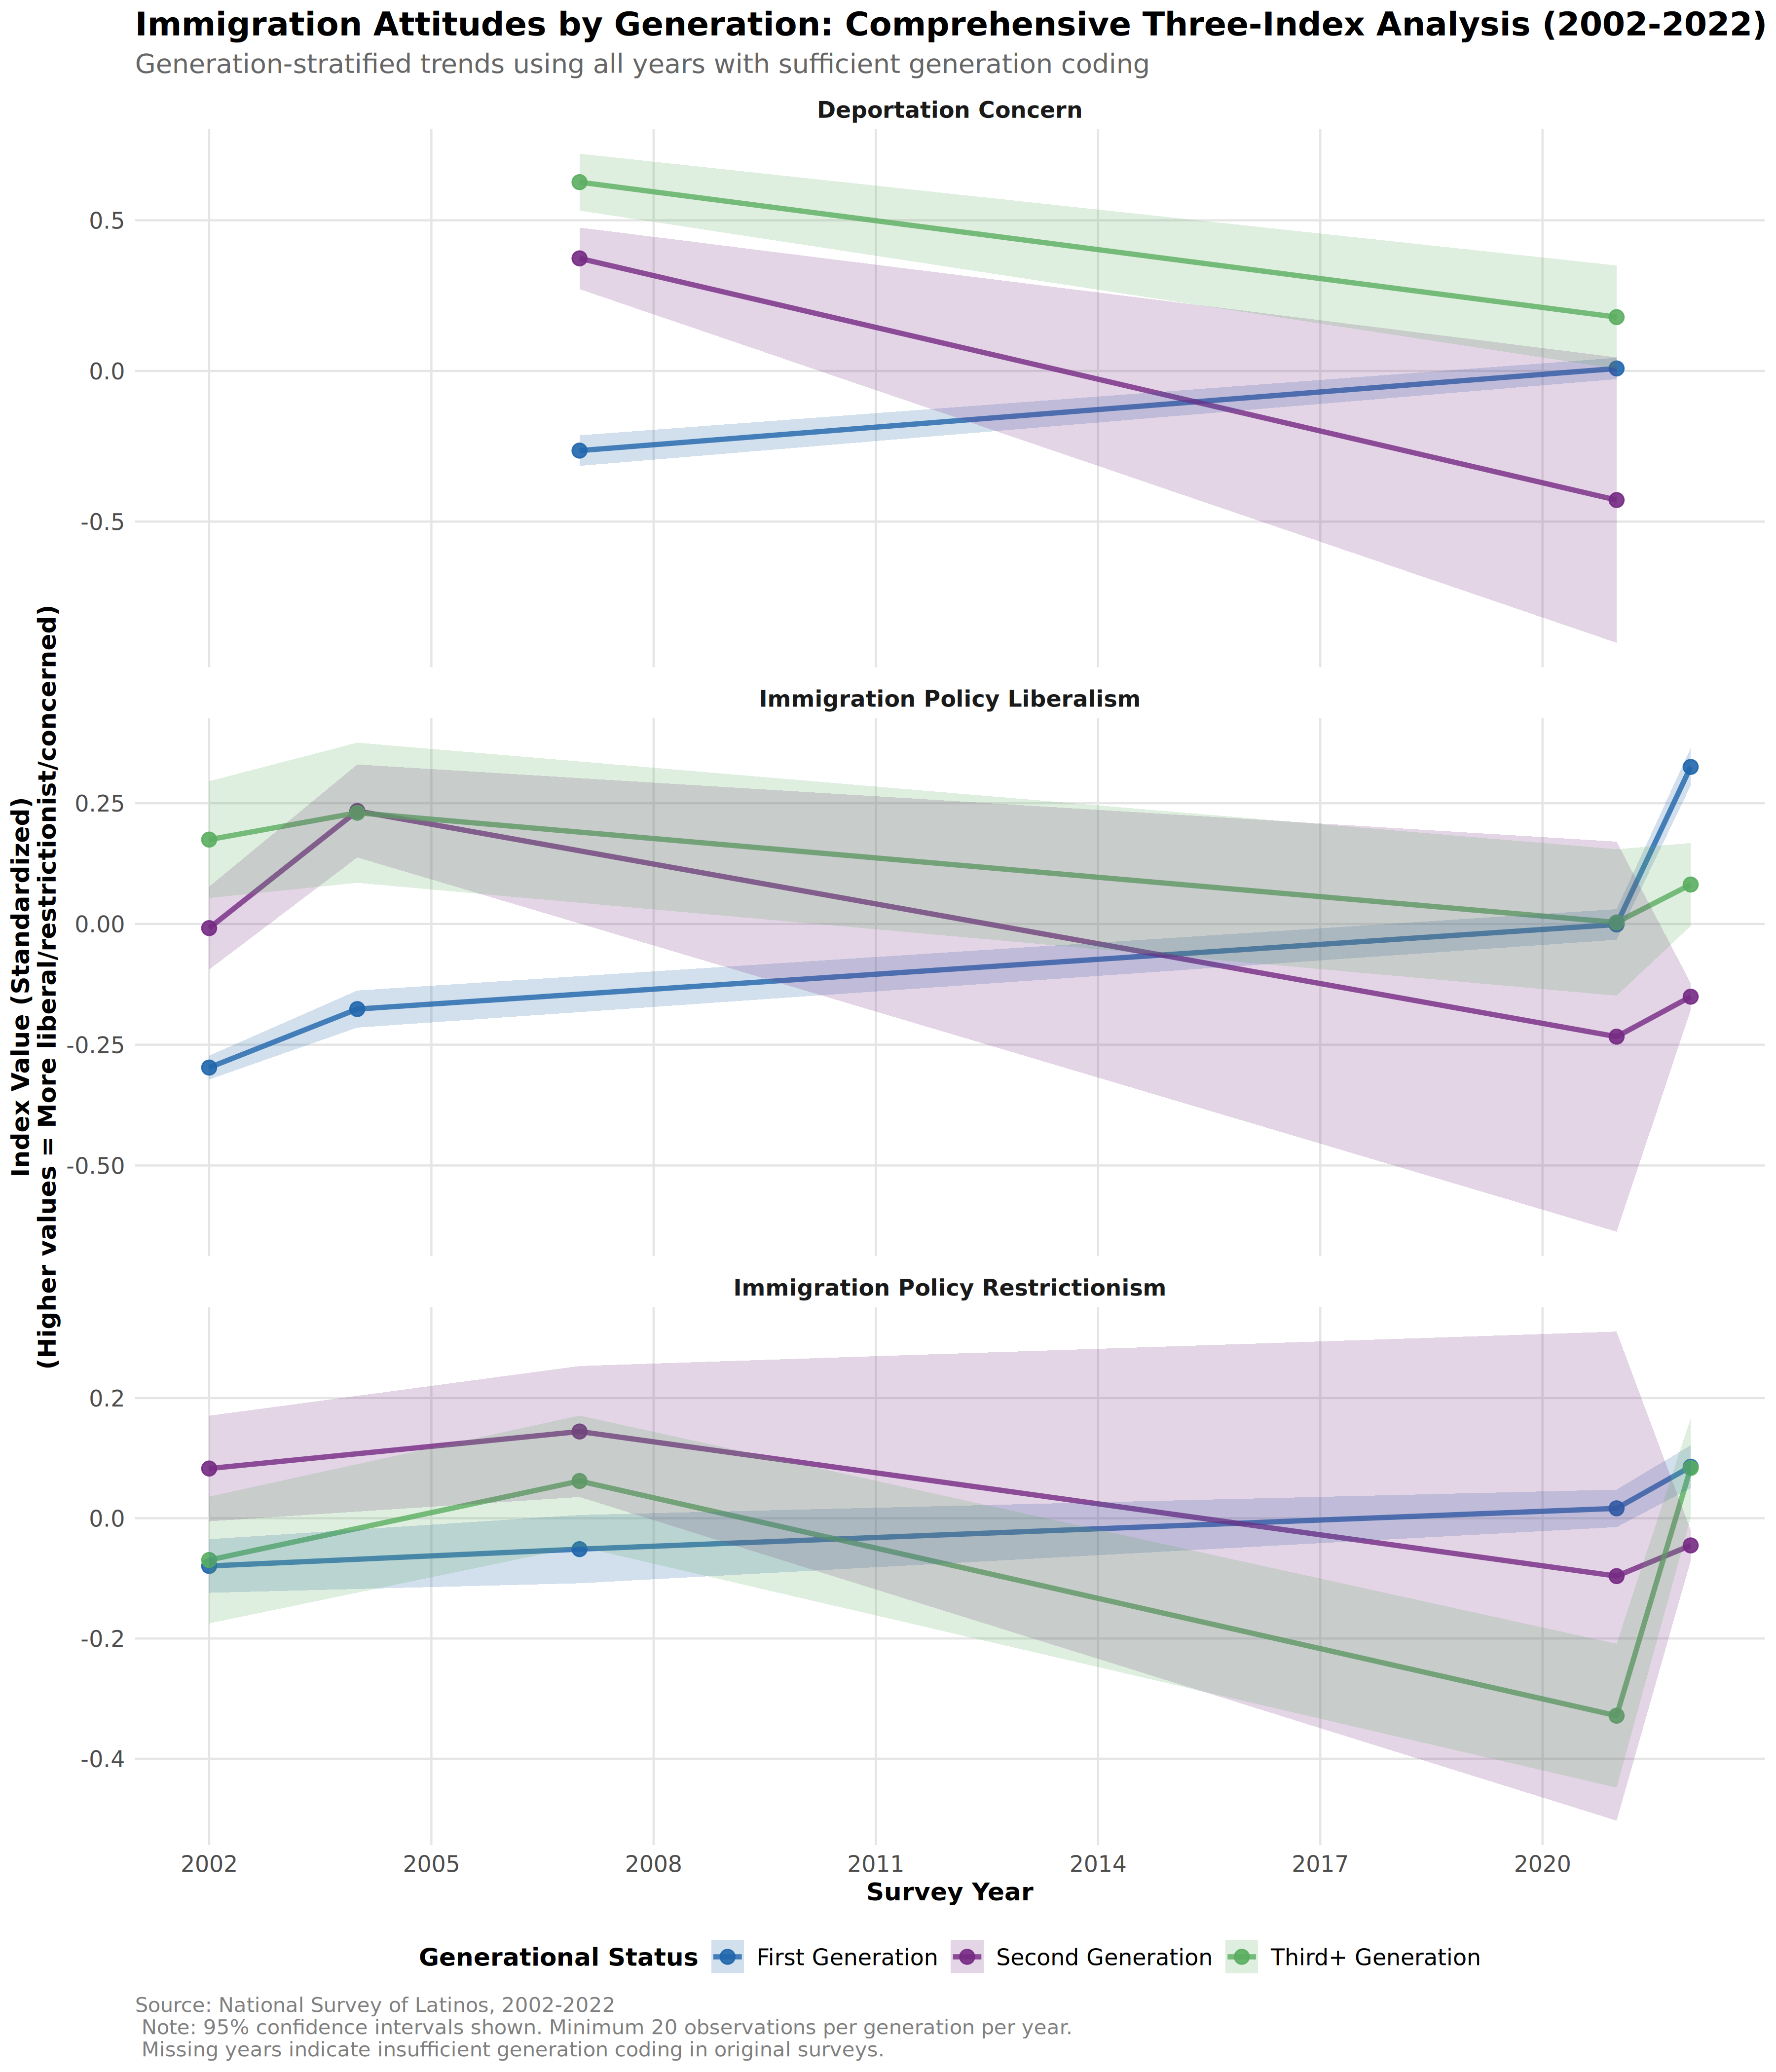 Immigration Attitudes by Generation: Comprehensive Three-Index Analysis (2002-2022)
Generation-stratified trends using all years with sufficient generation coding
Deportation Concern
0.5
0.0
-0.5
Index Value (Standardized)
(Higher values = More liberal/restrictionist/concerned)
Immigration Policy Liberalism
0.25
0.00
-0.25
-0.50
Immigration Policy Restrictionism
0.2
0.0
-0.2
-0.4
2002 2005 2008 2011 2014 2017 2020
Survey Year
Generational Status First Generation Second Generation Third+ Generation
Source: National Survey of Latinos, 2002-2022
Note: 95% confidence intervals shown. Minimum 20 observations per generation per year.
Missing years indicate insufficient generation coding in original surveys.